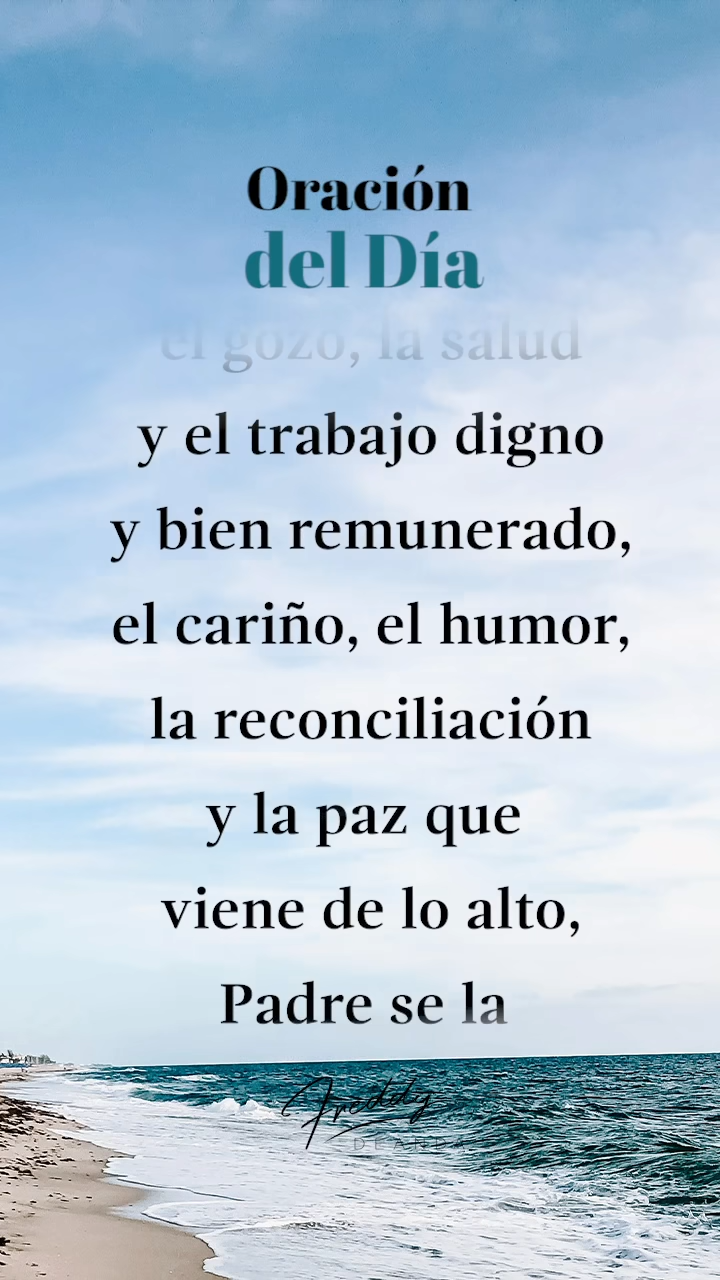 Oración
del Día
el gozo, la salud
y el trabajo digno
y bien remunerado,
el cariño, el humor,
la reconciliación
y la paz que
viene de lo alto,
Padre se la
Freddy
DEANDA